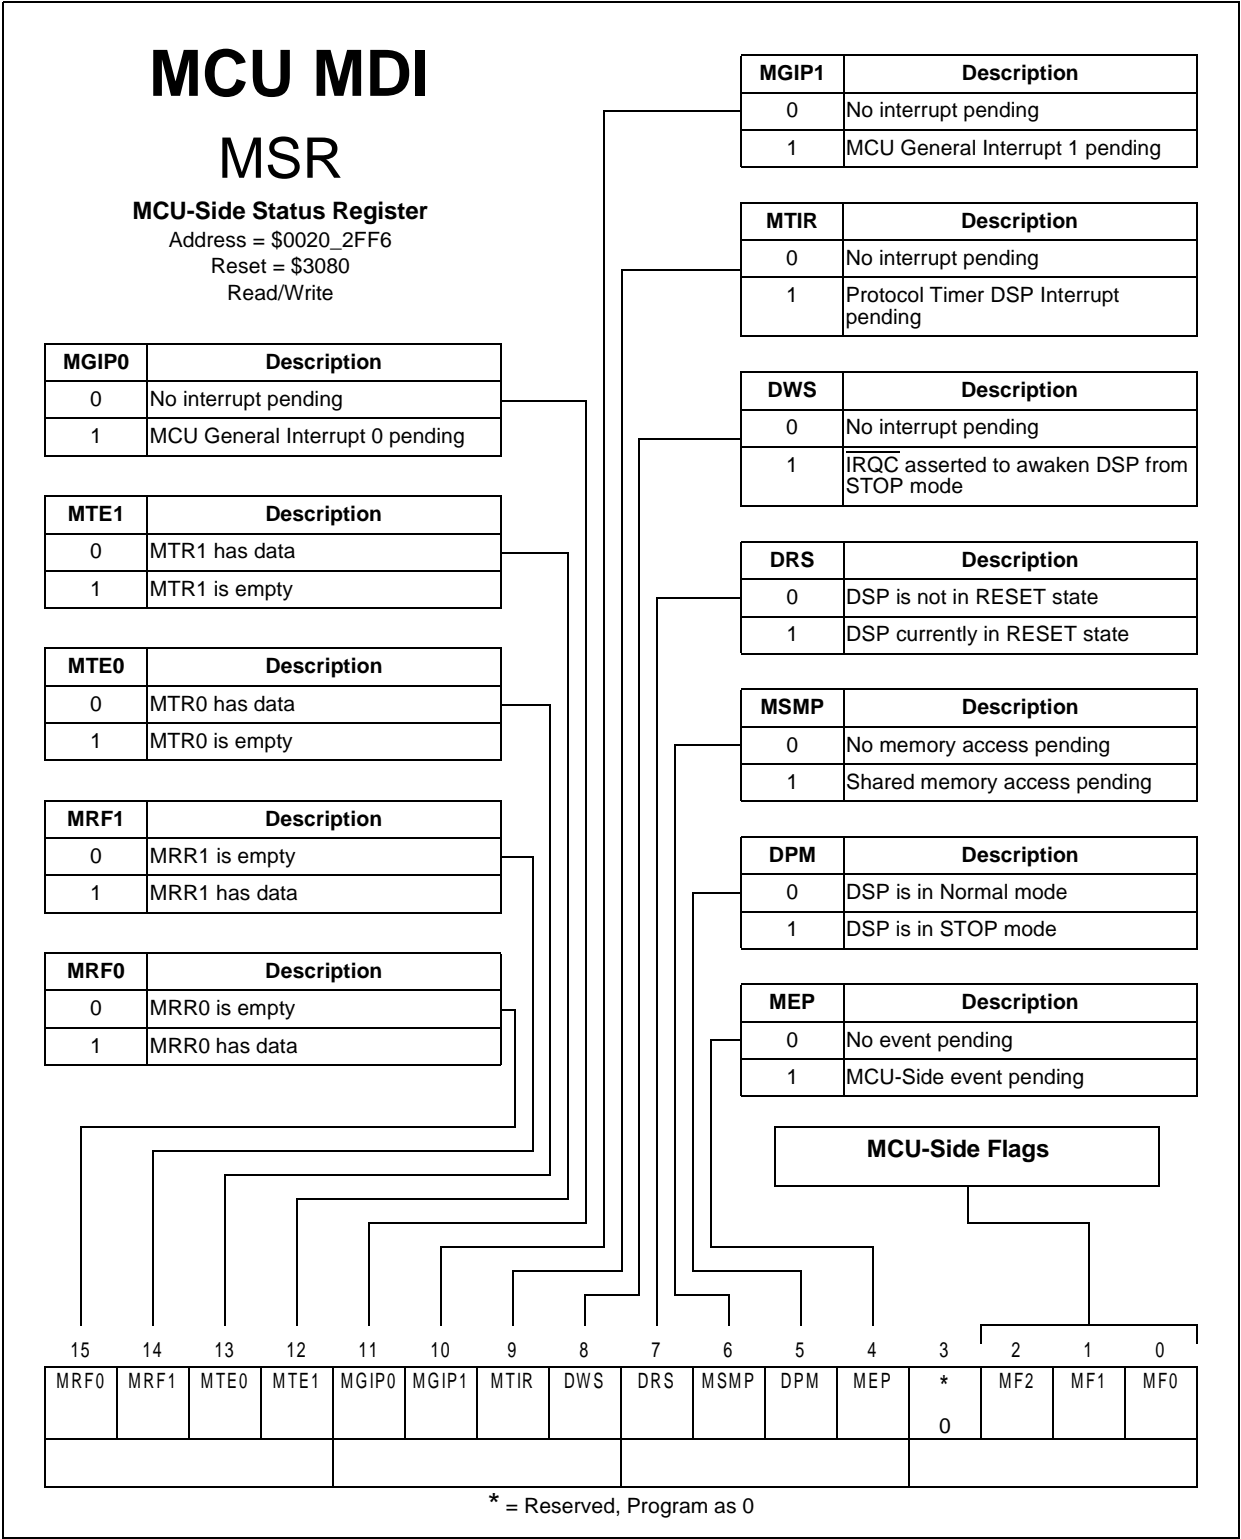 MCU MDI
MSR
MCU-Side Status Register
Address = $0020_2FF6
Reset = $3080
Read/Write
MGIP0 Description
0 No interrupt pending
1 MCU General Interrupt 0 pending
MTE1 Description
0 MTR1 has data
1 MTR1 is empty
MTE0 Description
0 MTR0 has data
1 MTR0 is empty
MRF1 Description
0 MRR1 is empty
1 MRR1 has data
MRF0 Description
0 MRR0 is empty
1 MRR0 has data
MGIP1 Description
0 No interrupt pending
1 MCU General Interrupt 1 pending
MTIR Description
0 No interrupt pending
1 Protocol Timer DSP Interrupt
pending
DWS Description
0 No interrupt pending
1 IRQC asserted to awaken DSP from
STOP mode
DRS Description
0 DSP is not in RESET state
1 DSP currently in RESET state
MSMP Description
0 No memory access pending
1 Shared memory access pending
DPM Description
0 DSP is in Normal mode
1 DSP is in STOP mode
MEP Description
0 No event pending
1 MCU-Side event pending
MCU-Side Flags
15 14 13 12 11 10 9 8 7 6 5 4 3 2 1 0
MRF0 MRF1 MTE0 MTE1 MGIP0 MGIP1 MTIR DWS DRS MSMP DPM MEP * MF2 MF1 MF0
0
* = Reserved, Program as 0